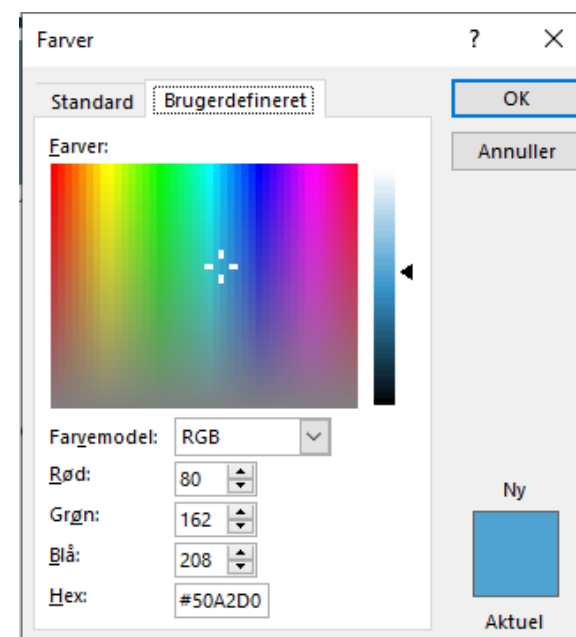 Farver ?
Standard Brugerdefineret
OK
Annuller
Farver:
Farvemodel: RGB
Rød: 80
Grøn: 162
Blå: 208
Hex: #50A2D0
Ny
Aktuel